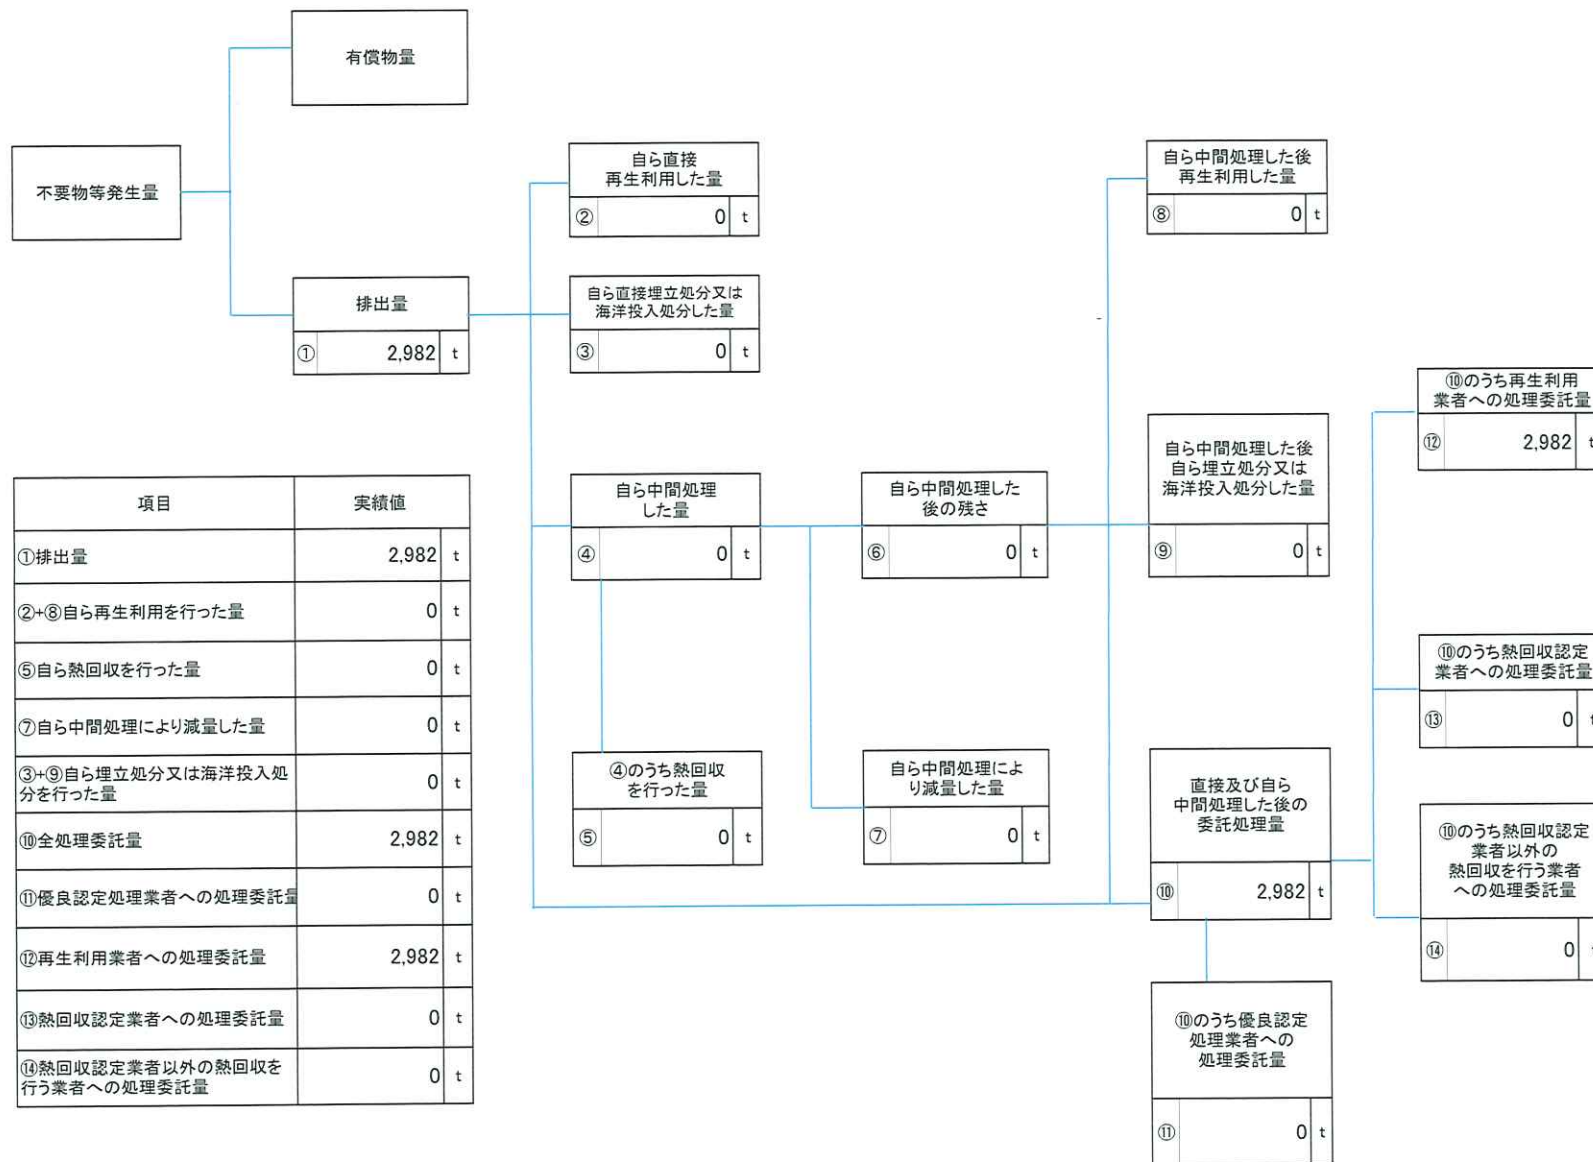 有償物量
不要物等発生量
排出量
① 2,982 t
自ら直接
再生利用した量
② 0 t
自ら直接埋立処分又は
海洋投入処分した量
③ 0 t
自ら中間処理
した量
④ 0 t
④のうち熱回収
を行った量
⑤ 0 t
自ら中間処理した
後の残さ
⑥ 0 t
自ら中間処理によ
り減量した量
⑦ 0 t
自ら中間処理した後
再生利用した量
⑧ 0 t
自ら中間処理した後
自ら埋立処分又は
海洋投入処分した量
⑨ 0 t
直接及び自ら
中間処理した後の
委託処理量
⑩ 2,982 t
⑩のうち優良認定
処理業者への
処理委託量
⑪ 0 t
⑩のうち再生利用
業者への処理委託量
⑫ 2,982 t
⑩のうち熱回収認定
業者への処理委託量
⑬ 0 t
⑩のうち熱回収認定
業者以外の
熱回収を行う業者
への処理委託量
⑭ 0 t
項目 実績値
①排出量 2,982 t
②+⑧自ら再生利用を行った量 0 t
⑤自ら熱回収を行った量 0 t
⑦自ら中間処理により減量した量 0 t
③+⑨自ら埋立処分又は海洋投入処
分を行った量 0 t
⑩全処理委託量 2,982 t
⑪優良認定処理業者への処理委託量 0 t
⑫再生利用業者への処理委託量 2,982 t
⑬熱回収認定業者への処理委託量 0 t
⑭熱回収認定業者以外の熱回収を
行う業者への処理委託量 0 t